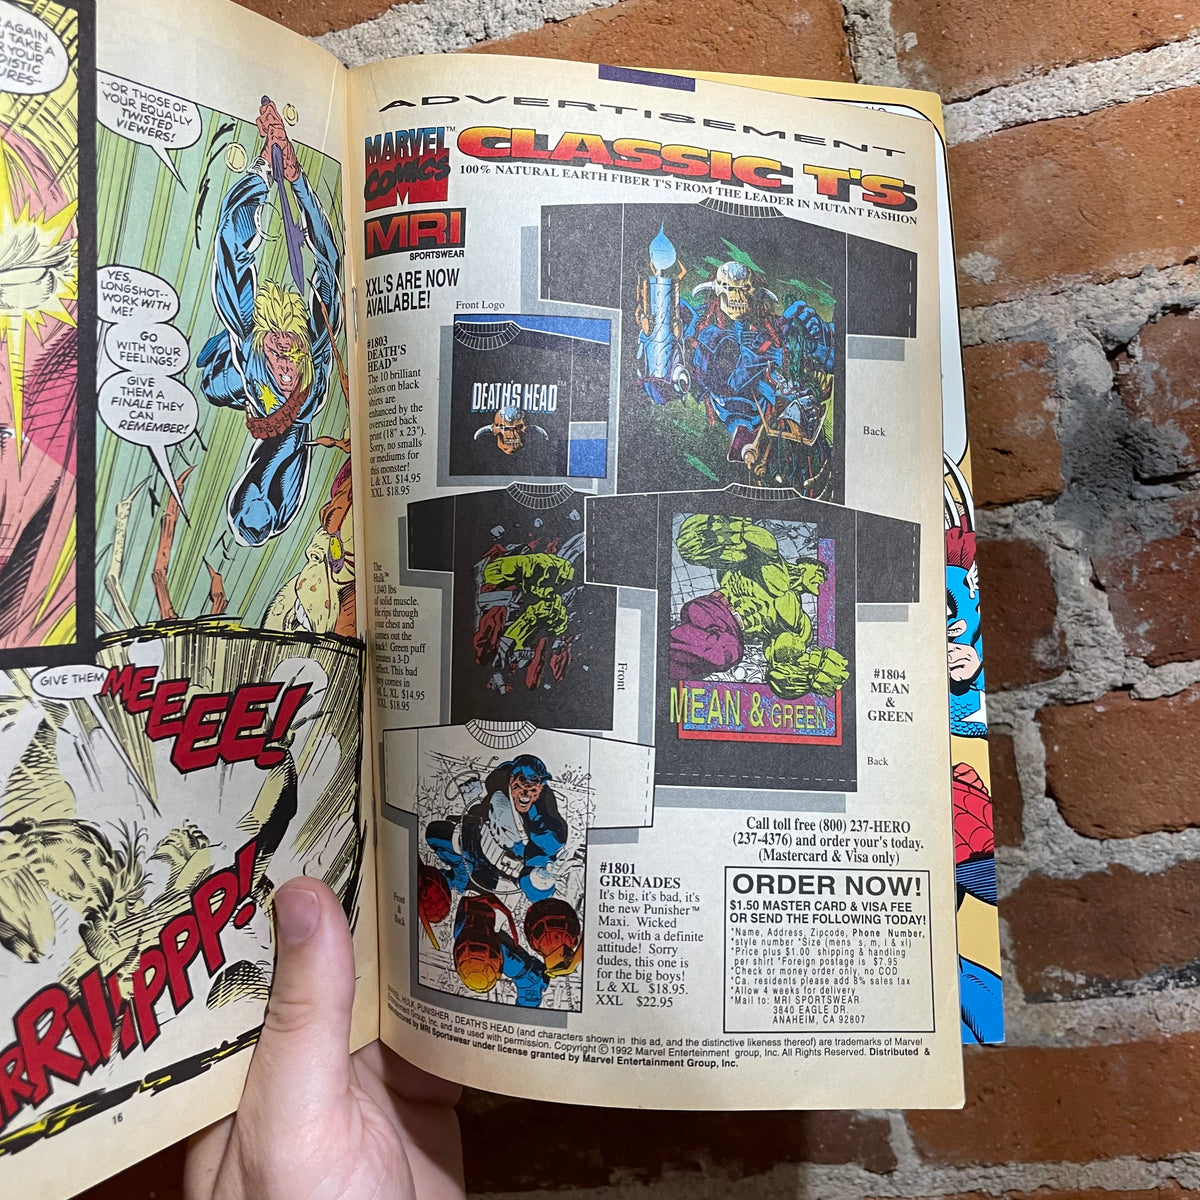 AGAIN
TAKE A
YOUR
--OR THOSE OF
YOUR EQUALLY
TWISTED
VIEWERS!
YES,
LONGSHOT--
WORK WITH
ME!
GO
WITH YOUR
FEELINGS!
GIVE
THEM A
FINALE THEY
CAN
REMEMBER!
GIVE THEM
MEEEEE!
16
ADVERTISEMENT
MARVEL™
COMICS
CLASSIC T'S
100% NATURAL EARTH FIBER T'S FROM THE LEADER IN MUTANT FASHION
MRI
SPORTSWEAR
XXL'S ARE NOW
AVAILABLE!
Front Logo
DEATH'S HEAD™
Back
#1803
DEATH'S
HEAD™
The 10 brilliant
colors on black
shirts are
enhanced by the
oversized back
print (18" x 23").
Sorry, no smalls
or mediums for
this monster!
L & XL $14.95
XXL $18.95
The
Hulk™
1,040 lbs
of solid muscle.
He rips through
your chest and
comes out the
back! Green puff
creates a 3-D
effect. This bad
boy comes in
M, L, XL $14.95
XXL $18.95
Front
MEAN & GREEN
#1804
MEAN
&
GREEN
Back
Front
&
Back
#1801
GRENADES
It's big, it's bad, it's
the new Punisher™
Maxi. Wicked
cool, with a definite
attitude! Sorry
dudes, this one is
for the big boys!
L & XL $18.95.
XXL $22.95
Call toll free (800) 237-HERO
(237-4376) and order your's today.
(Mastercard & Visa only)
ORDER NOW!
$1.50 MASTER CARD & VISA FEE
OR SEND THE FOLLOWING TODAY!
*Name, Address, Zipcode, Phone Number,
*style number *Size (mens s, m, l & xl)
*Price plus $1.00 shipping & handling
per shirt *Foreign postage is $7.95
*Check or money order only, no COD
*Ca. residents please add 8% sales tax
*Allow 4 weeks for delivery
*Mail to: MRI SPORTSWEAR
3840 EAGLE DR.
ANAHEIM, CA 92807
MARVEL, HULK, PUNISHER, DEATH'S HEAD (and characters shown in this ad, and the distinctive likeness thereof) are trademarks of Marvel
Entertainment Group, Inc. and are used with permission. Copyright © 1992 Marvel Entereinment group, Inc. All Rights Reserved. Distributed &
manufactured by MRI Sportswear under license granted by Marvel Entertainment Group, Inc.